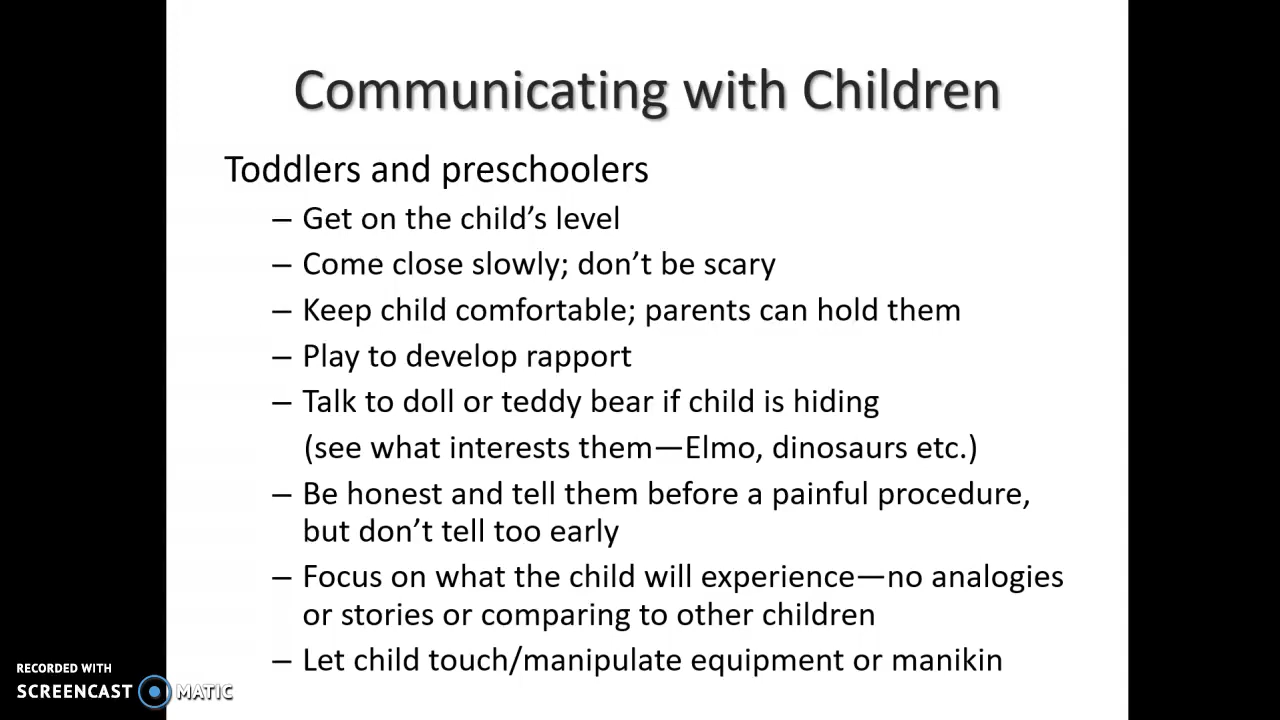 Communicating with Children
Toddlers and preschoolers
– Get on the child’s level
– Come close slowly; don’t be scary
– Keep child comfortable; parents can hold them
– Play to develop rapport
– Talk to doll or teddy bear if child is hiding
(see what interests them—Elmo, dinosaurs etc.)
– Be honest and tell them before a painful procedure,
but don’t tell too early
– Focus on what the child will experience—no analogies
or stories or comparing to other children
– Let child touch/manipulate equipment or manikin
RECORDED WITH
SCREENCAST MATIC